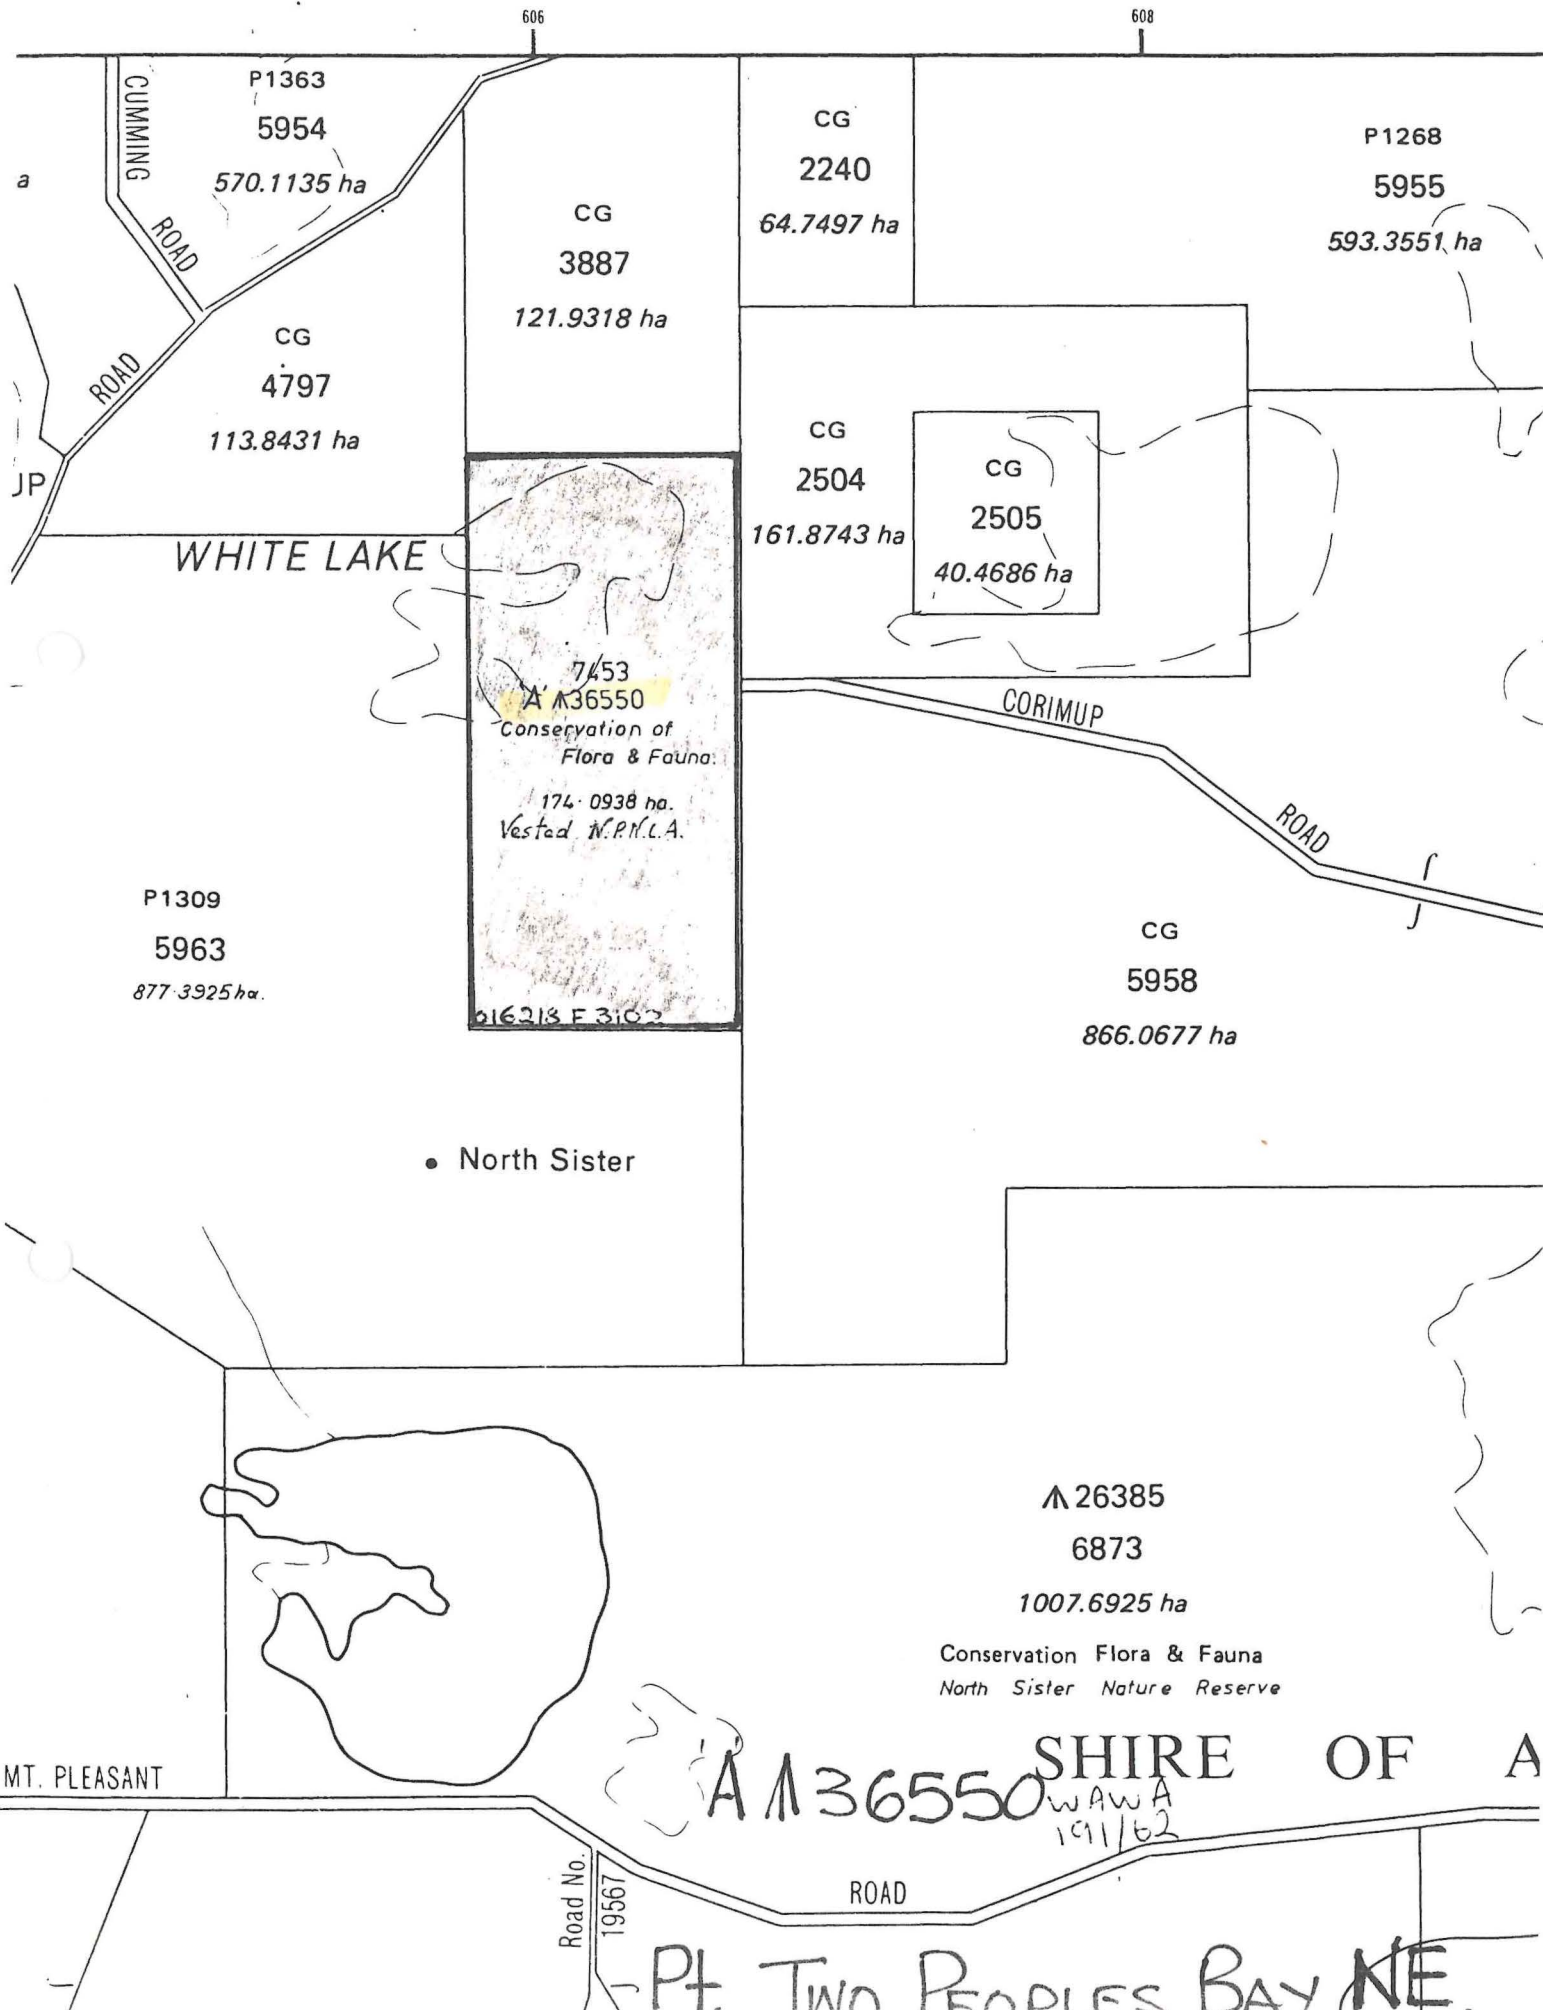 606
608
CUMMING
ROAD
P1363
5954
570.1135 ha
a
CG
3887
121.9318 ha
CG
2240
64.7497 ha
P1268
5955
593.3551 ha
ROAD
CG
4797
113.8431 ha
JP
WHITE LAKE
CG
2504
161.8743 ha
CG
2505
40.4686 ha
7453
'A' 36550
Conservation of
Flora & Fauna.
174.0938 ha.
Vested N.P.N.C.A.
CORIMUP
ROAD
P1309
5963
877.3925 ha.
CG
5958
866.0677 ha
• North Sister
26385
6873
1007.6925 ha
Conservation Flora & Fauna
North Sister Nature Reserve
SHIRE OF A
'A' 36550
WAWA
191/62
MT. PLEASANT
ROAD
Road No.
19567
Pt Two Peoples Bay NE